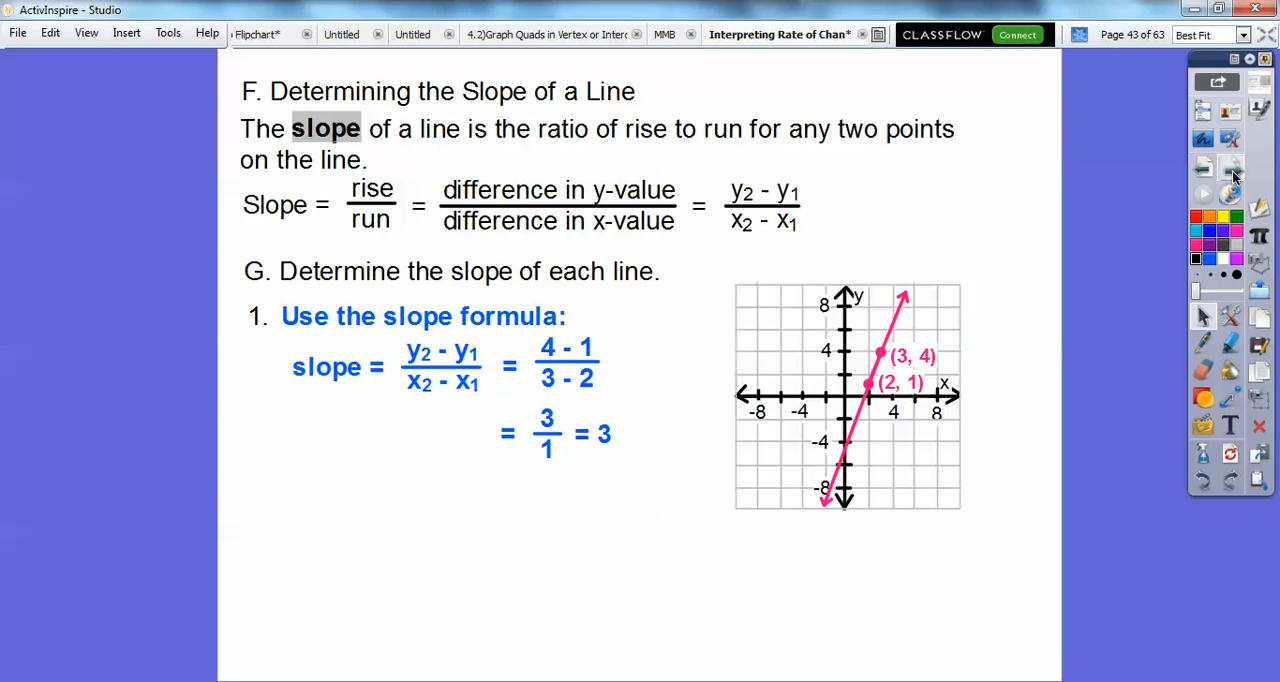 ActivInspire - Studio
File Edit View Insert Tools Help Flipchart* Untitled Untitled 4.2)Graph Quads in Vertex or Interc MMB Interpreting Rate of Chan* CLASSFLOW Connect Page 43 of 63 Best Fit
F. Determining the Slope of a Line
The slope of a line is the ratio of rise to run for any two points
on the line.
Slope = rise/run = difference in y-value/difference in x-value = y₂ - y₁/x₂ - x₁
G. Determine the slope of each line.
1. Use the slope formula:
slope = y₂ - y₁/x₂ - x₁ = 4 - 1/3 - 2
= 3/1 = 3
y
8
4 (3, 4)
(2, 1) x
-8 -4 4 8
-4
-8
π
T